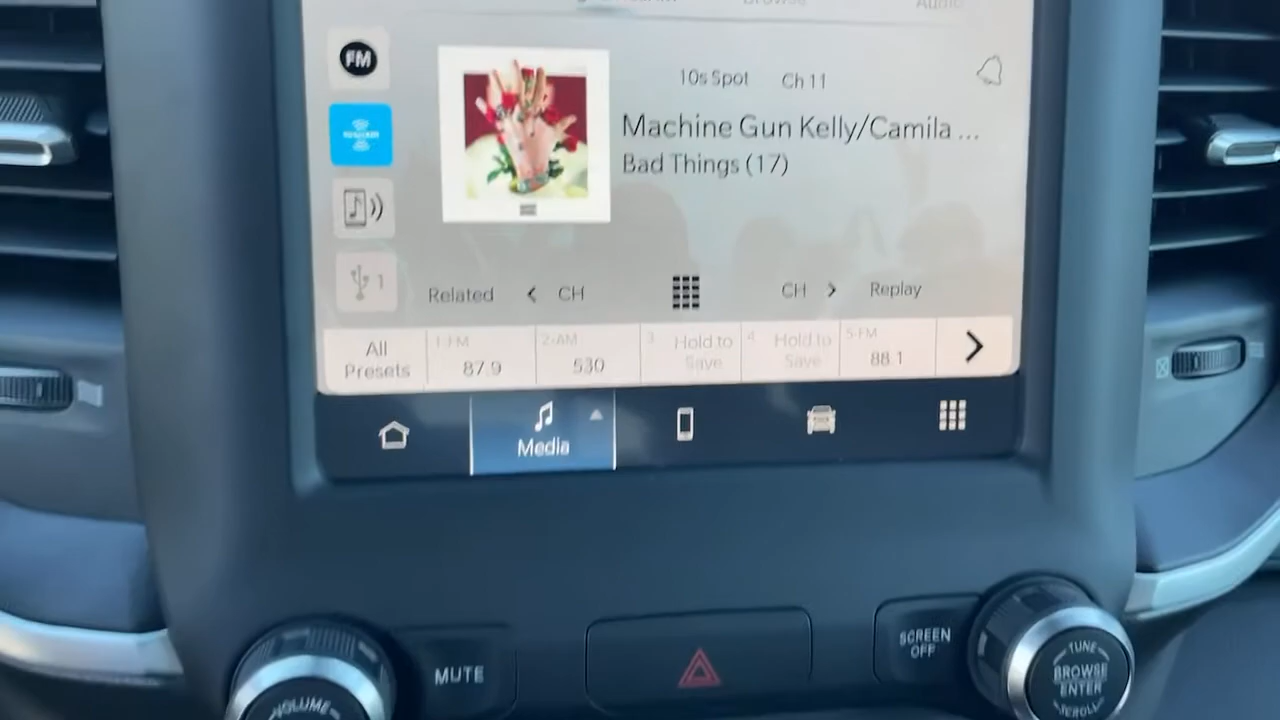 FM
10s Spot Ch 11
Machine Gun Kelly/Camila ...
Bad Things (17)
1
Related CH
CH Replay
All Presets
1-FM
87.9
2-AM
530
3 Hold to Save
4 Hold to Save
5-FM
88.1
Media
MUTE
SCREEN
OFF
VOLUME
TUNE
BROWSE
ENTER
SCROLL